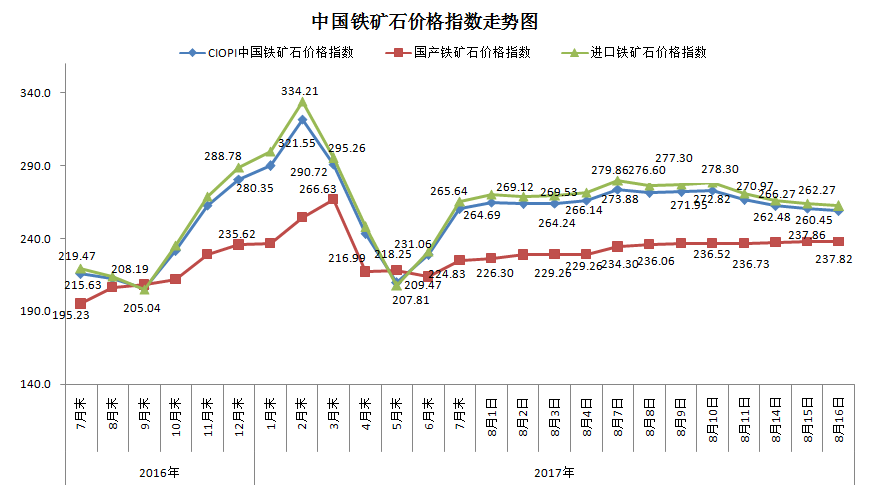 中国铁矿石价格指数走势图
CIOPI中国铁矿石价格指数 国产铁矿石价格指数 进口铁矿石价格指数
340.0
290.0
240.0
190.0
140.0
219.47
215.63
195.23
208.19
205.04
288.78
280.35
235.62
334.21
321.55
290.72
266.63
295.26
216.99
218.25
231.06
209.47
207.81
265.64
224.83
264.69
269.12
226.30
269.53
264.24
229.26
266.14
229.26
279.86
273.88
234.30
276.60
236.06
277.30
271.95
278.30
272.82
236.52
270.97
236.73
266.27
262.48
262.27
260.45
237.86
237.82
7月末
8月末
9月末
10月末
11月末
12月末
1月末
2月末
3月末
4月末
5月末
6月末
7月末
8月1日
8月2日
8月3日
8月4日
8月7日
8月8日
8月9日
8月10日
8月11日
8月14日
8月15日
8月16日
2016年 2017年